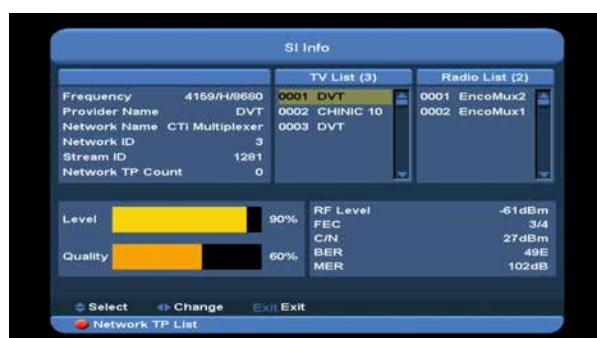 SI Info
TV List (3)
Radio List (2)
Frequency 4159/H/8680
Provider Name DVT
Network Name CTi Multiplexer
Network ID 3
Stream ID 1281
Network TP Count 0
0001 DVT
0002 CHINIC 10
0003 DVT
0001 EncoMux2
0002 EncoMux1
Level 90%
Quality 60%
RF Level -61dBm
FEC 3/4
C/N 27dBm
BER 49E
MER 102dB
Select Change Exit Exit
Network TP List